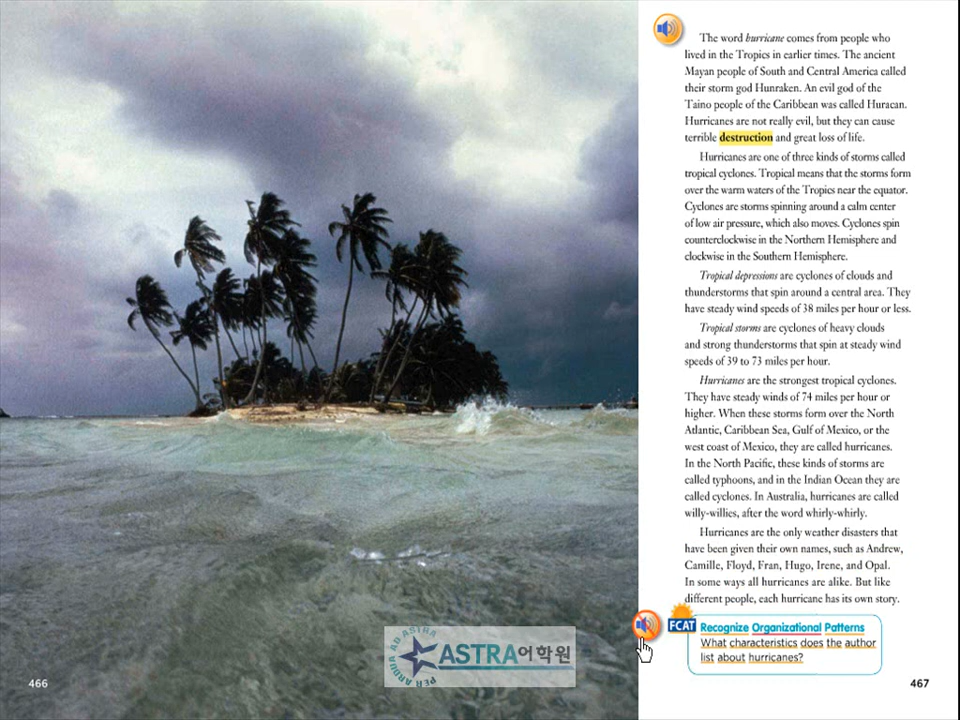 The word hurricane comes from people who
lived in the Tropics in earlier times. The ancient
Mayan people of South and Central America called
their storm god Hunraken. An evil god of the
Taino people of the Caribbean was called Huracan.
Hurricanes are not really evil, but they can cause
terrible destruction and great loss of life.
Hurricanes are one of three kinds of storms called
tropical cyclones. Tropical means that the storms form
over the warm waters of the Tropics near the equator.
Cyclones are storms spinning around a calm center
of low air pressure, which also moves. Cyclones spin
counterclockwise in the Northern Hemisphere and
clockwise in the Southern Hemisphere.
Tropical depressions are cyclones of clouds and
thunderstorms that spin around a central area. They
have steady wind speeds of 38 miles per hour or less.
Tropical storms are cyclones of heavy clouds
and strong thunderstorms that spin at steady wind
speeds of 39 to 73 miles per hour.
Hurricanes are the strongest tropical cyclones.
They have steady winds of 74 miles per hour or
higher. When these storms form over the North
Atlantic, Caribbean Sea, Gulf of Mexico, or the
west coast of Mexico, they are called hurricanes.
In the North Pacific, these kinds of storms are
called typhoons, and in the Indian Ocean they are
called cyclones. In Australia, hurricanes are called
willy-willies, after the word whirly-whirly.
Hurricanes are the only weather disasters that
have been given their own names, such as Andrew,
Camille, Floyd, Fran, Hugo, Irene, and Opal.
In some ways all hurricanes are alike. But like
different people, each hurricane has its own story.
FCAT Recognize Organizational Patterns
What characteristics does the author
list about hurricanes?
AD ASTRA
PER ARDUA
ASTRA어학원
466
467